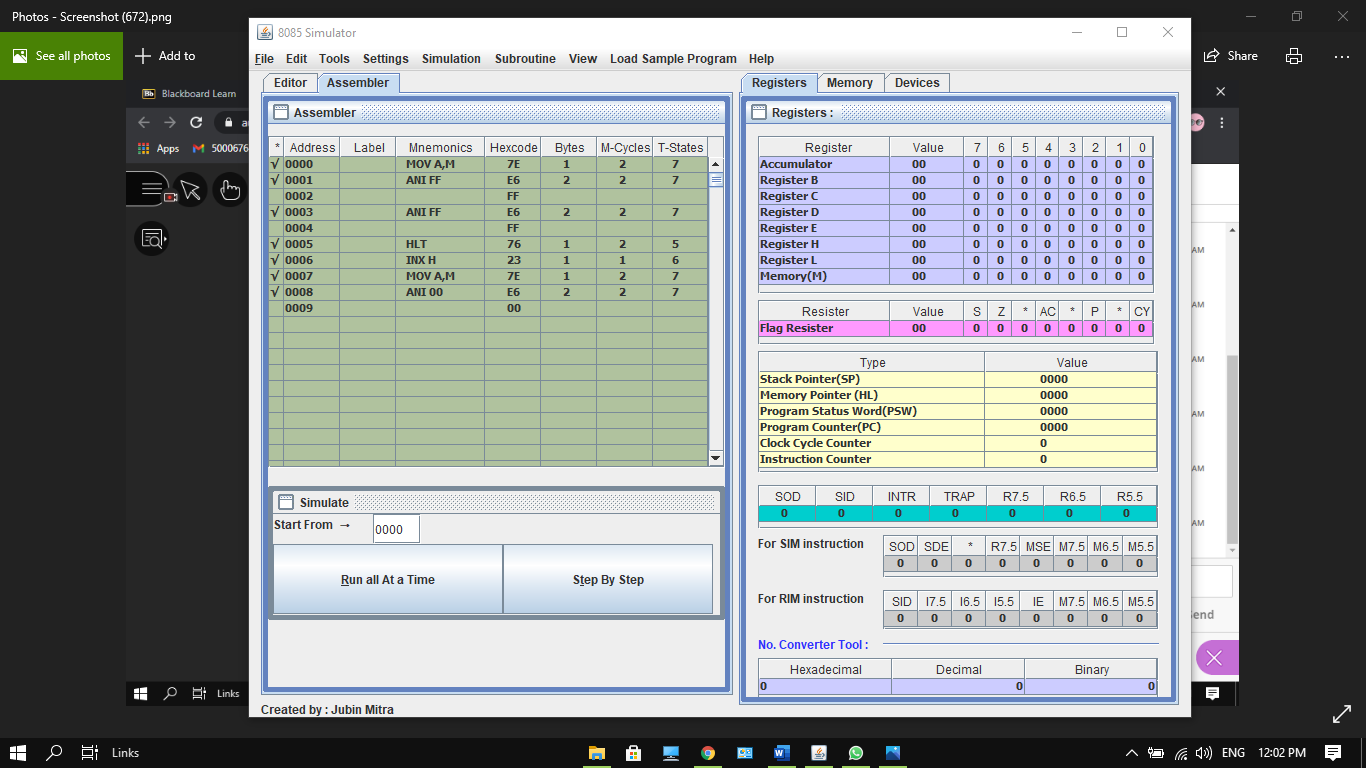 Photos - Screenshot (672).png
See all photos
Add to
Share
Bb Blackboard Learn
Apps
5000676
Links
8085 Simulator
File Edit Tools Settings Simulation Subroutine View Load Sample Program Help
Editor Assembler
Assembler
* Address Label Mnemonics Hexcode Bytes M-Cycles T-States
√ 0000 MOV A,M 7E 1 2 7
√ 0001 ANI FF E6 2 2 7
0002 FF
√ 0003 ANI FF E6 2 2 7
0004 FF
√ 0005 HLT 76 1 2 5
√ 0006 INX H 23 1 1 6
√ 0007 MOV A,M 7E 1 2 7
√ 0008 ANI 00 E6 2 2 7
0009 00
Simulate
Start From → 0000
Run all At a Time Step By Step
Created by : Jubin Mitra
Registers Memory Devices
Registers :
Register Value 7 6 5 4 3 2 1 0
Accumulator 00 0 0 0 0 0 0 0 0
Register B 00 0 0 0 0 0 0 0 0
Register C 00 0 0 0 0 0 0 0 0
Register D 00 0 0 0 0 0 0 0 0
Register E 00 0 0 0 0 0 0 0 0
Register H 00 0 0 0 0 0 0 0 0
Register L 00 0 0 0 0 0 0 0 0
Memory(M) 00 0 0 0 0 0 0 0 0
Resister Value S Z * AC * P * CY
Flag Resister 00 0 0 0 0 0 0 0 0
Type Value
Stack Pointer(SP) 0000
Memory Pointer (HL) 0000
Program Status Word(PSW) 0000
Program Counter(PC) 0000
Clock Cycle Counter 0
Instruction Counter 0
SOD SID INTR TRAP R7.5 R6.5 R5.5
0 0 0 0 0 0 0
For SIM instruction
SOD SDE * R7.5 MSE M7.5 M6.5 M5.5
0 0 0 0 0 0 0 0
For RIM instruction
SID I7.5 I6.5 I5.5 IE M7.5 M6.5 M5.5
0 0 0 0 0 0 0 0
No. Converter Tool :
Hexadecimal Decimal Binary
0 0 0
AM
AM
AM
AM
AM
AM
end
Links
ENG 12:02 PM